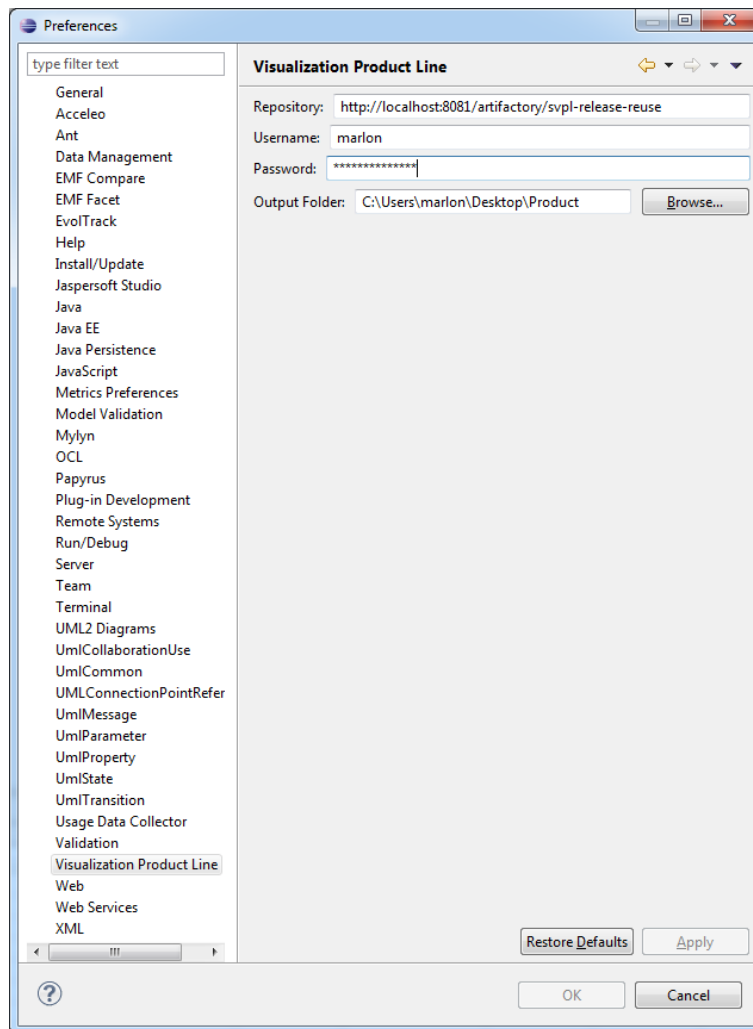 Preferences
type filter text
General
Acceleo
Ant
Data Management
EMF Compare
EMF Facet
EvolTrack
Help
Install/Update
Jaspersoft Studio
Java
Java EE
Java Persistence
JavaScript
Metrics Preferences
Model Validation
Mylyn
OCL
Papyrus
Plug-in Development
Remote Systems
Run/Debug
Server
Team
Terminal
UML2 Diagrams
UmlCollaborationUse
UmlCommon
UMLConnectionPointRefer
UmlMessage
UmlParameter
UmlProperty
UmlState
UmlTransition
Usage Data Collector
Validation
Visualization Product Line
Web
Web Services
XML
Visualization Product Line
Repository: http://localhost:8081/artifactory/svpl-release-reuse
Username: marlon
Password: **************
Output Folder: C:\Users\marlon\Desktop\Product Browse...
Restore Defaults Apply
OK Cancel